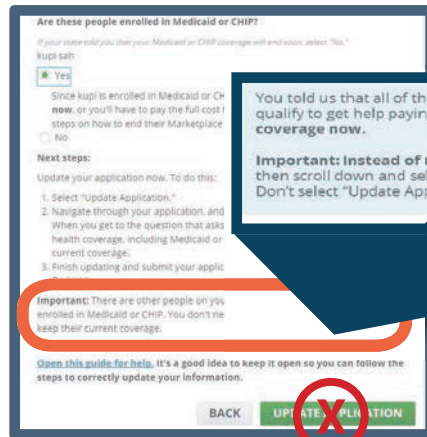 Are these people enrolled in Medicaid or CHIP?
If your state told you that your Medicaid or CHIP coverage will end soon, select "No."
kupi sah
Yes
Since kupi is enrolled in Medicaid or CH
now, or you'll have to pay the full cost
steps on how to end their Marketplace
No
Next steps:
Update your application now. To do this:
1. Select "Update Application."
2. Navigate through your application, and
When you get to the question that asks
health coverage, including Medicaid or
current coverage.
3. Finish updating and submit your applic
Important: There are other people on you
enrolled in Medicaid or CHIP. You don't ne
keep their current coverage.
Open this guide for help. It's a good idea to keep it open so you can follow the
steps to correctly update your information.
BACK
UPDATE APPLICATION
X
You told us that all of th
qualify to get help payin
coverage now.
Important: Instead of
then scroll down and sel
Don't select "Update App